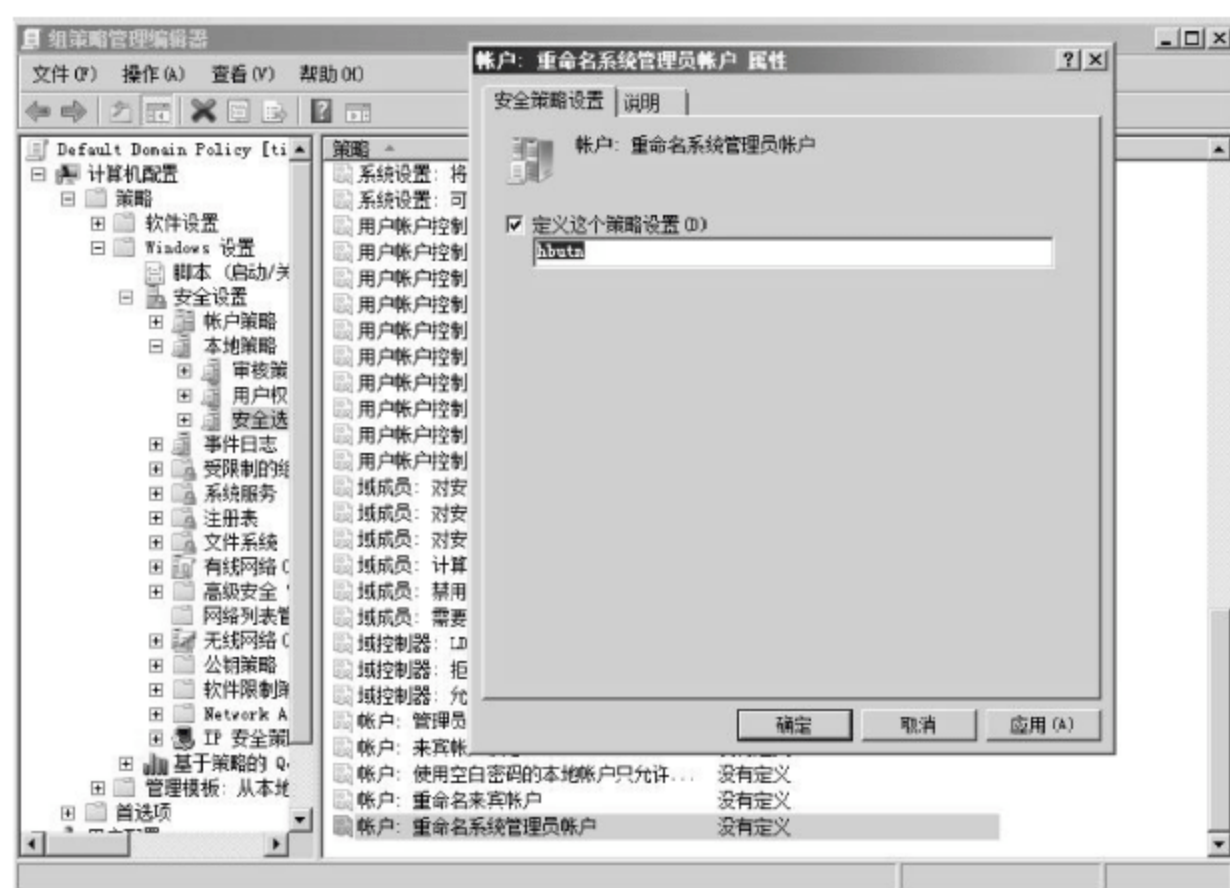 组策略管理编辑器
文件(F) 操作(A) 查看(V) 帮助(H)
Default Domain Policy [ti
计算机配置
策略
软件设置
Windows 设置
脚本 (启动/关
安全设置
帐户策略
本地策略
审核策
用户权
安全选
事件日志
受限制的组
系统服务
注册表
文件系统
有线网络(
高级安全
网络列表管
无线网络(
公钥策略
软件限制策
Network A
IP 安全策
基于策略的 Q
管理模板: 从本地
首选项
策略
系统设置: 将
系统设置: 可
用户帐户控制
用户帐户控制
用户帐户控制
用户帐户控制
用户帐户控制
用户帐户控制
用户帐户控制
用户帐户控制
用户帐户控制
用户帐户控制
域成员: 对安
域成员: 对安
域成员: 对安
域成员: 计算
域成员: 禁用
域成员: 需要
域控制器: LD
域控制器: 拒
域控制器: 允
帐户: 管理员
帐户: 来宾帐
帐户: 使用空白密码的本地帐户只允许... 没有定义
帐户: 重命名来宾帐户 没有定义
帐户: 重命名系统管理员帐户 没有定义
帐户: 重命名系统管理员帐户 属性
安全策略设置 说明
帐户: 重命名系统管理员帐户
定义这个策略设置(D)
hbutm
确定 取消 应用(A)